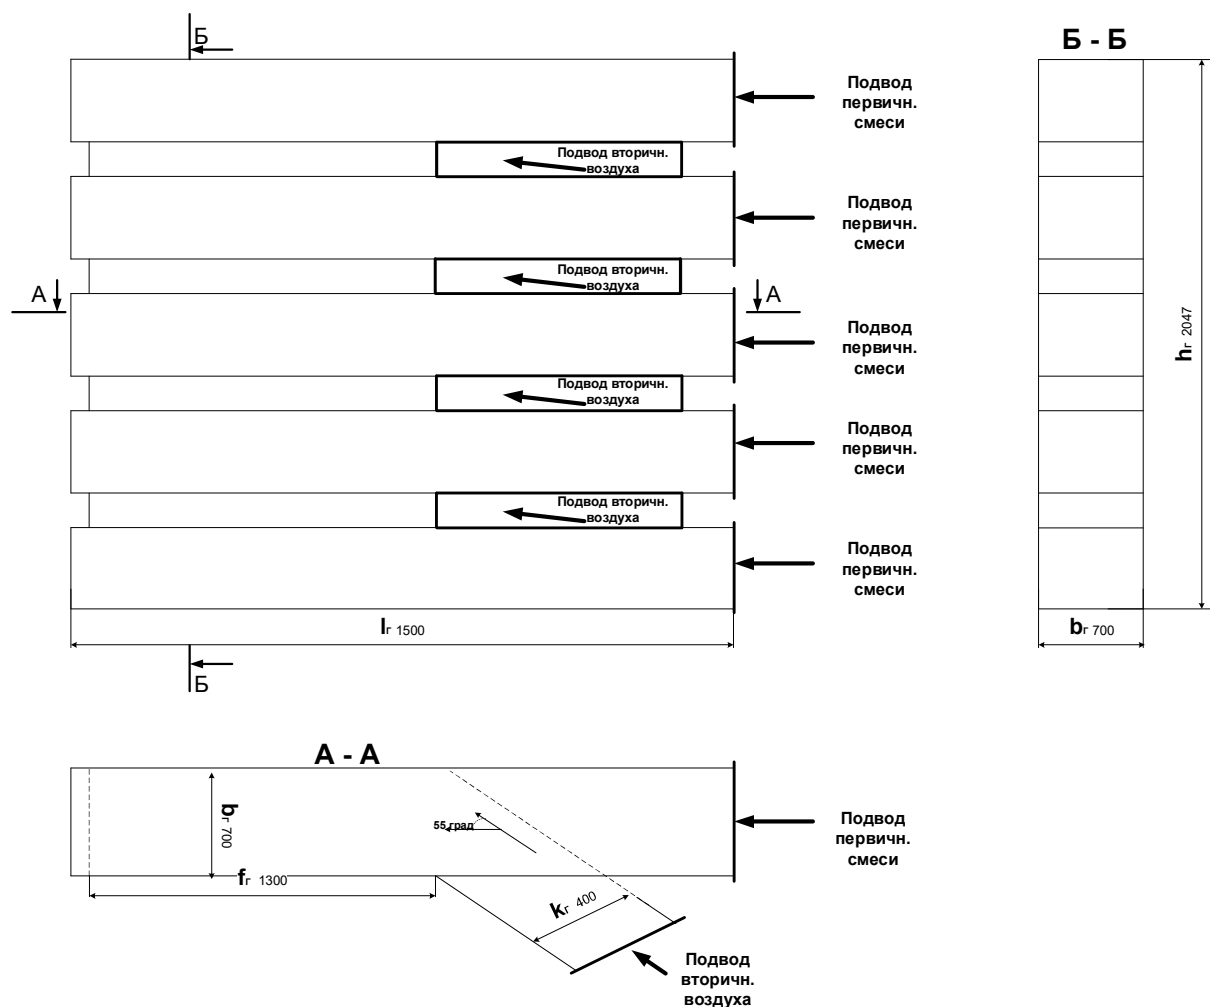 Б
Б - Б
Подвод
первичн.
смеси
Подвод вторичн.
воздуха
Подвод
первичн.
смеси
Подвод вторичн.
воздуха
А
А
Подвод
первичн.
смеси
hг 2047
Подвод вторичн.
воздуха
Подвод
первичн.
смеси
Подвод вторичн.
воздуха
Подвод
первичн.
смеси
lг 1500
bг 700
Б
А - А
bг 700
55 град
Подвод
первичн.
смеси
fг 1300
kг 400
Подвод
вторичн.
воздуха